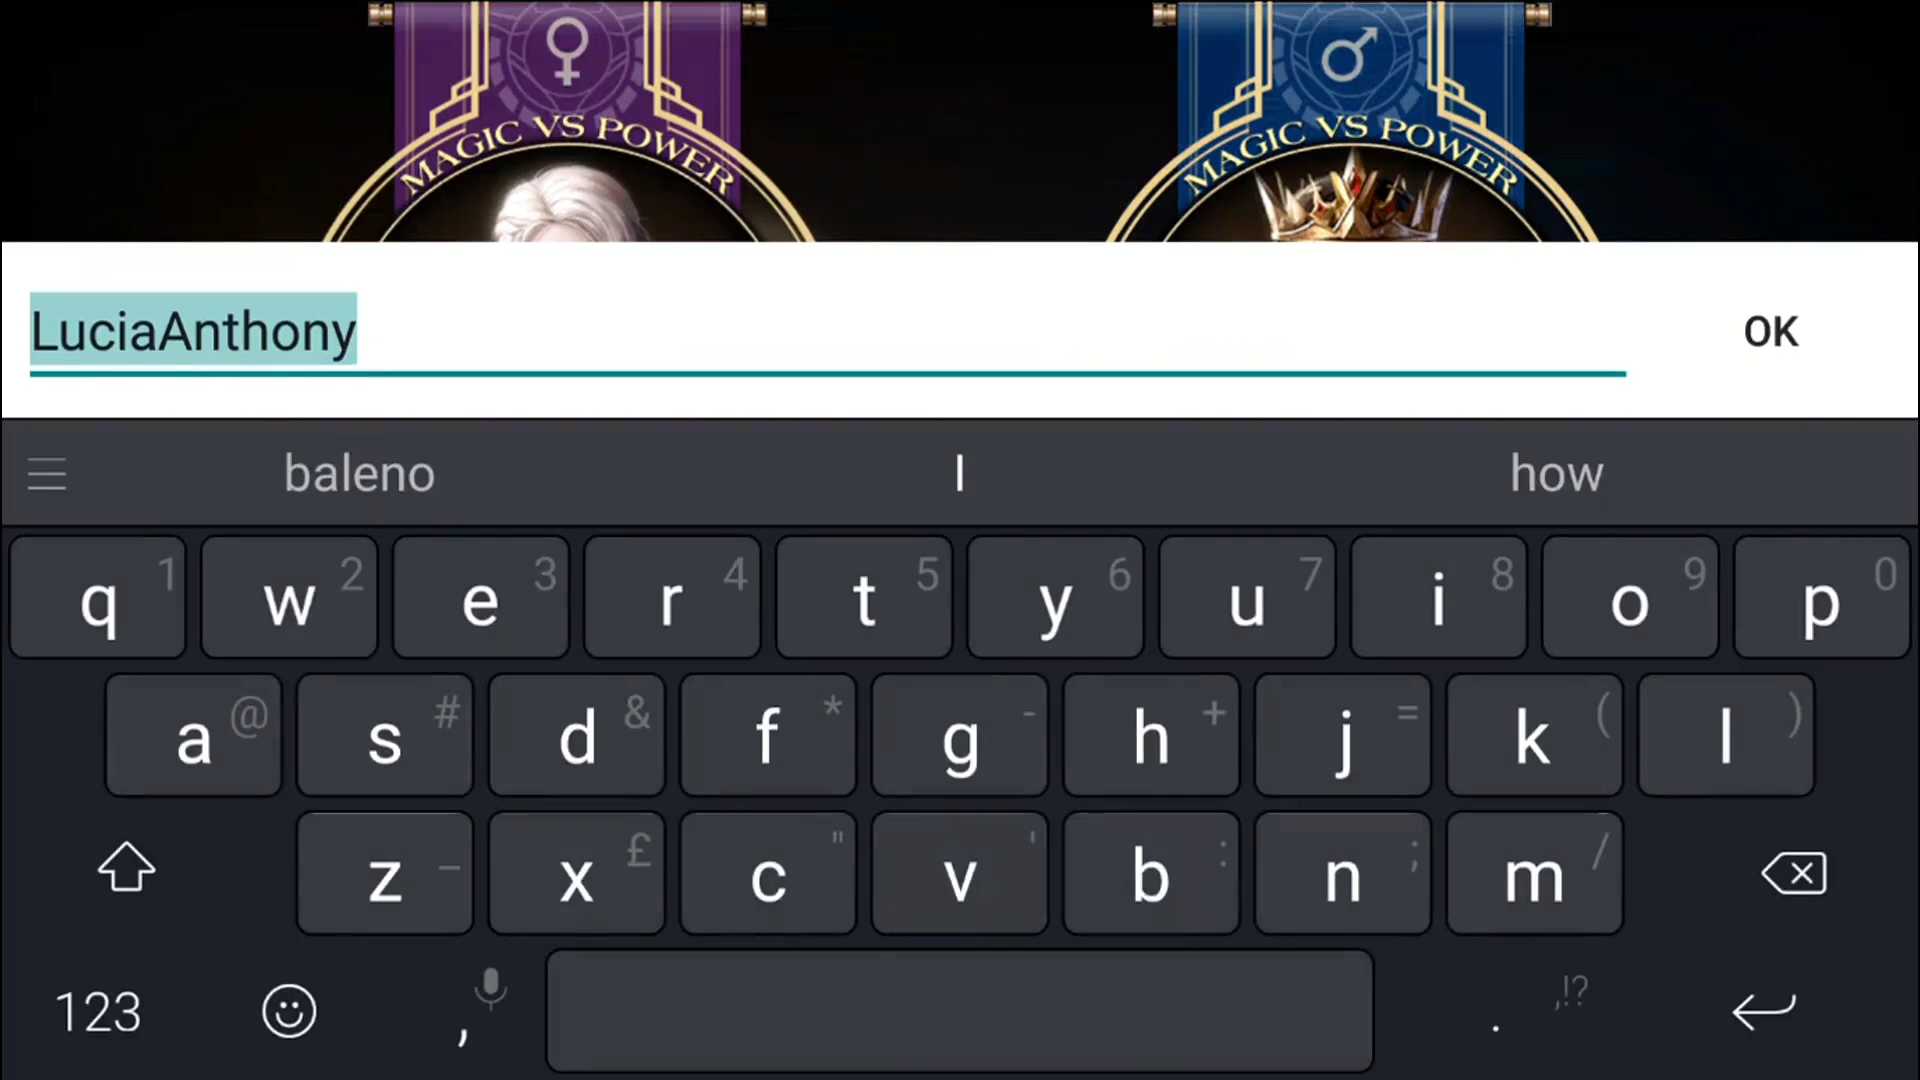 MAGIC VS POWER
MAGIC VS POWER
LuciaAnthony
OK
baleno
I
how
q 1 w 2 e 3 r 4 t 5 y 6 u 7 i 8 o 9 p 0
a @ s # d & f * g - h + j = k ( l )
z _ x £ c " v ' b : n ; m /
123 , . ,!?